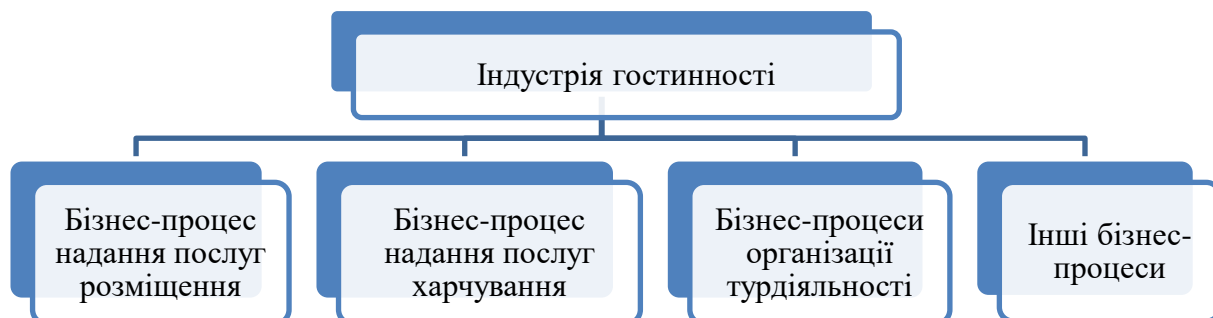 Індустрія гостинності
Бізнес-процес
надання послуг
розміщення
Бізнес-процес
надання послуг
харчування
Бізнес-процеси
організації
турдіяльності
Інші бізнес-
процеси